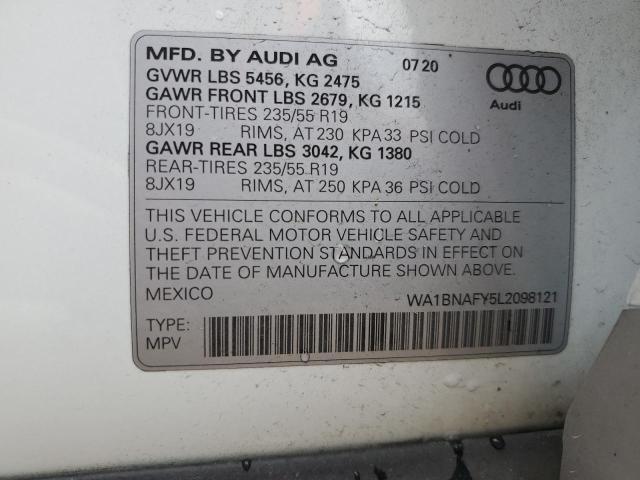 MFD. BY AUDI AG 07 20
GVWR LBS 5456, KG 2475
GAWR FRONT LBS 2679, KG 1215
FRONT-TIRES 235/55 R19
8JX19 RIMS, AT 230 KPA 33 PSI COLD
GAWR REAR LBS 3042, KG 1380
REAR-TIRES 235/55 R19
8JX19 RIMS, AT 250 KPA 36 PSI COLD
Audi
THIS VEHICLE CONFORMS TO ALL APPLICABLE
U.S. FEDERAL MOTOR VEHICLE SAFETY AND
THEFT PREVENTION STANDARDS IN EFFECT ON
THE DATE OF MANUFACTURE SHOWN ABOVE.
MEXICO WA1BNAFY5L2098121
TYPE:
MPV